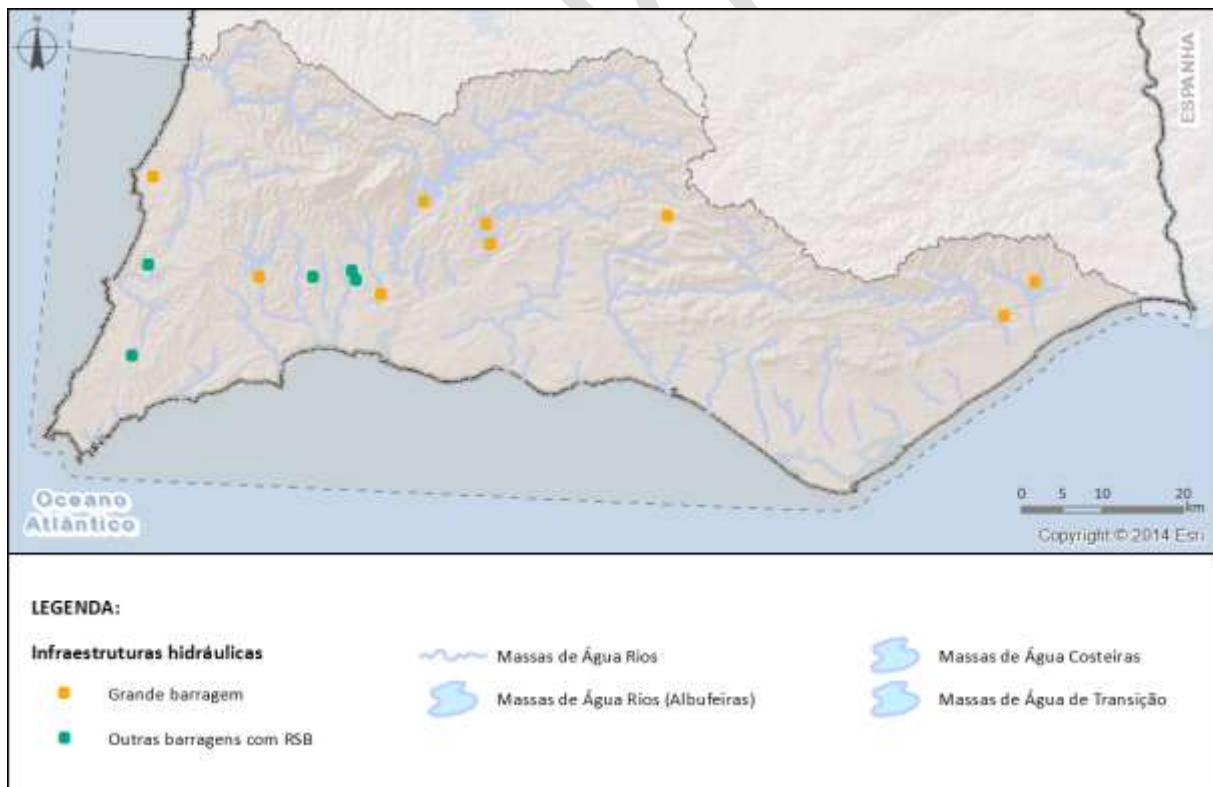 N
ESPANHA
Oceano
Atlântico
0 5 10 20
km
Copyright © 2014 Esri
LEGENDA:
Infraestruturas hidráulicas
Grande barragem
Outras barragens com RSB
Massas de Água Rios
Massas de Água Rios (Albufeiras)
Massas de Água Costeiras
Massas de Água de Transição